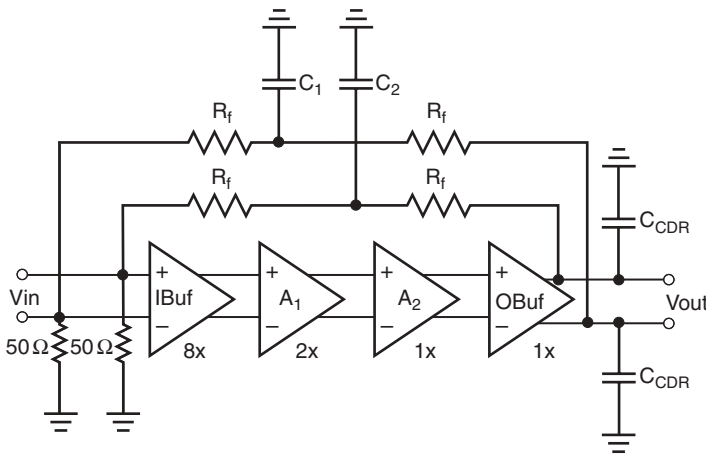 C1 C2
Rf Rf
Rf Rf
CCDR
Vin + IBuf − + A1 − + A2 − + OBuf − Vout
50Ω 50Ω 8x 2x 1x 1x
CCDR